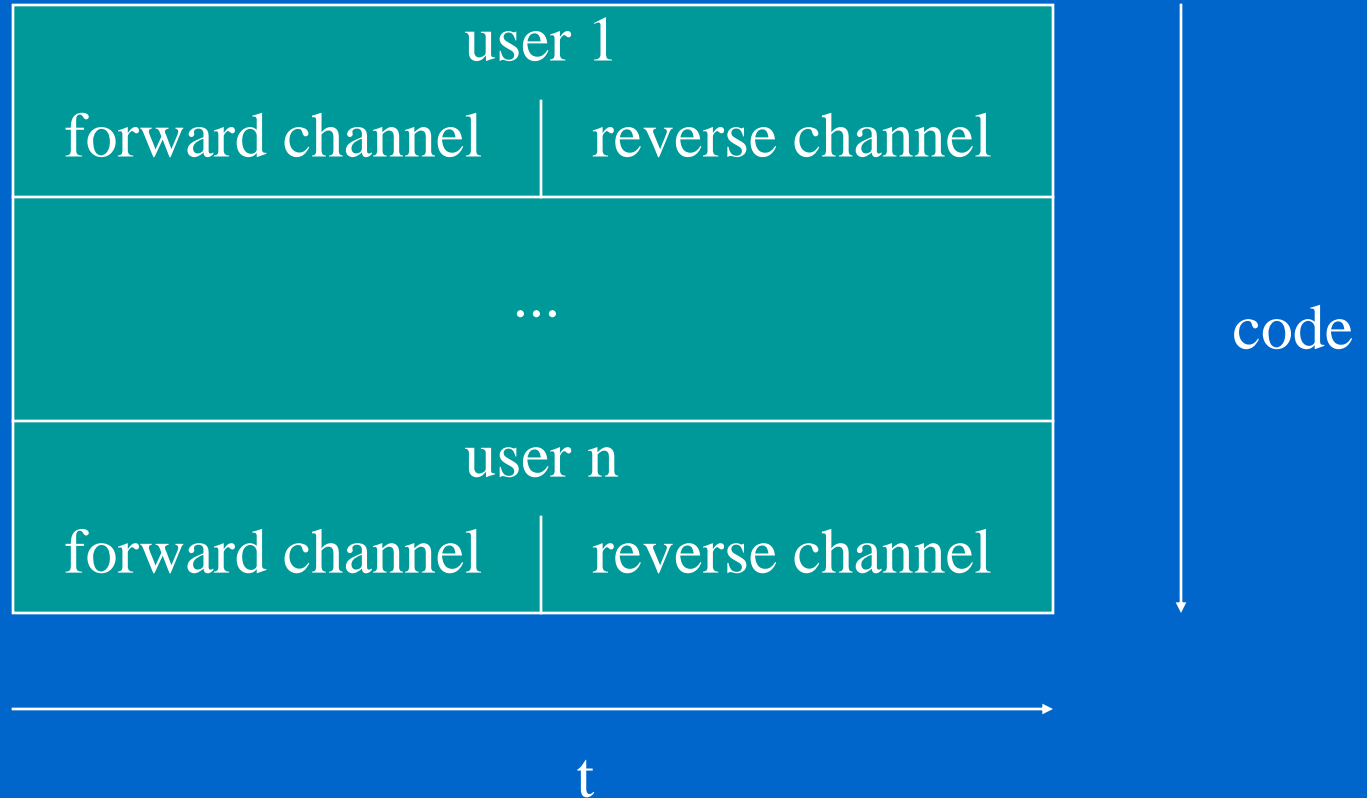 user 1
forward channel reverse channel
...
code
user n
forward channel reverse channel
t